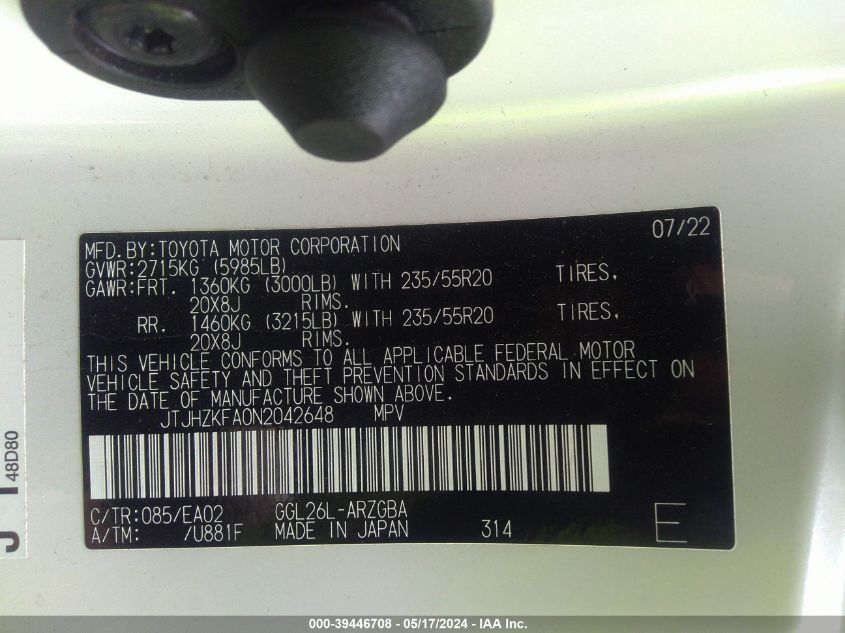 07/22
MFD.BY:TOYOTA MOTOR CORPORATION
GVWR:2715KG (5985LB)
GAWR:FRT. 1360KG (3000LB) WITH 235/55R20 TIRES,
20X8J RIMS.
RR. 1460KG (3215LB) WITH 235/55R20 TIRES,
20X8J RIMS.
THIS VEHICLE CONFORMS TO ALL APPLICABLE FEDERAL MOTOR
VEHICLE SAFETY AND THEFT PREVENTION STANDARDS IN EFFECT ON
THE DATE OF MANUFACTURE SHOWN ABOVE.
JTJHZKFA0N2042648 MPV
C/TR:085/EA02 GGL26L-ARZGBA
A/TM: /U881F MADE IN JAPAN 314 E
48D80
000-39446708 - 05/17/2024 - IAA Inc.